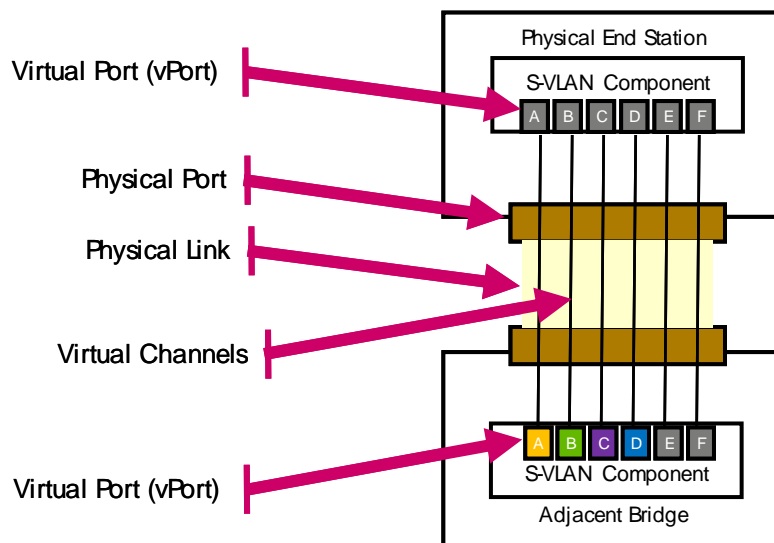 Physical End Station
Virtual Port (vPort)
S-VLAN Component
A B C D E F
Physical Port
Physical Link
Virtual Channels
A B C D E F
S-VLAN Component
Virtual Port (vPort)
Adjacent Bridge